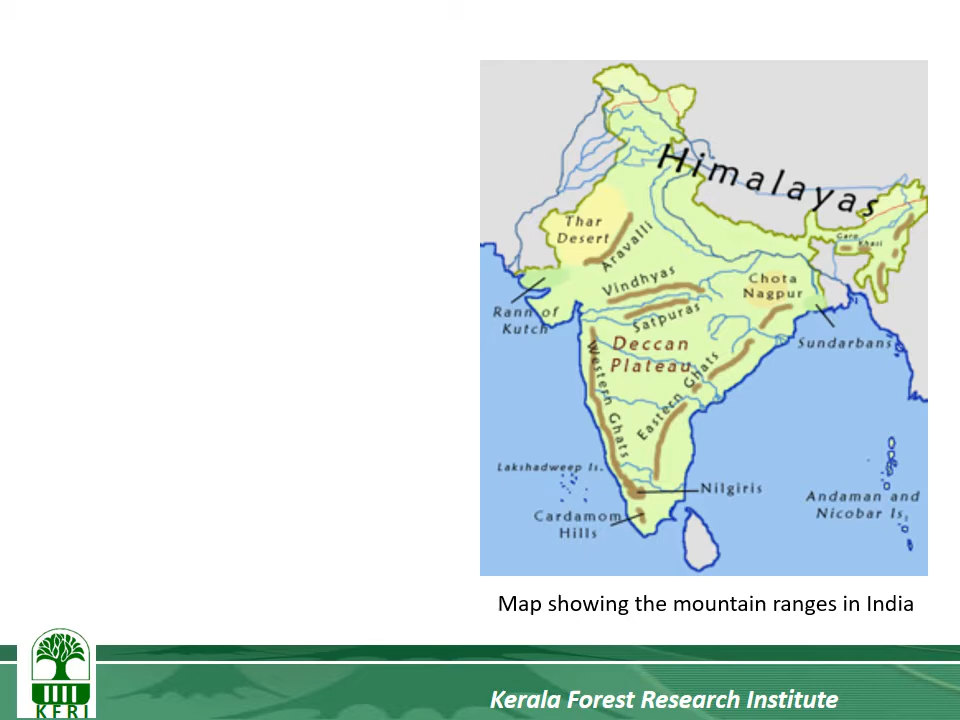 Himalayas
Thar
Desert
Aravalli
Garo
Khasi
Vindhyas
Chota
Nagpur
Rann of
Kutch
Satpuras
Deccan
Plateau
Sundarbans
Western Ghats
Eastern Ghats
Lakshadweep Is.
Nilgiris
Andaman and
Nicobar Is.
Cardamom
Hills
Map showing the mountain ranges in India
KFRI
Kerala Forest Research Institute